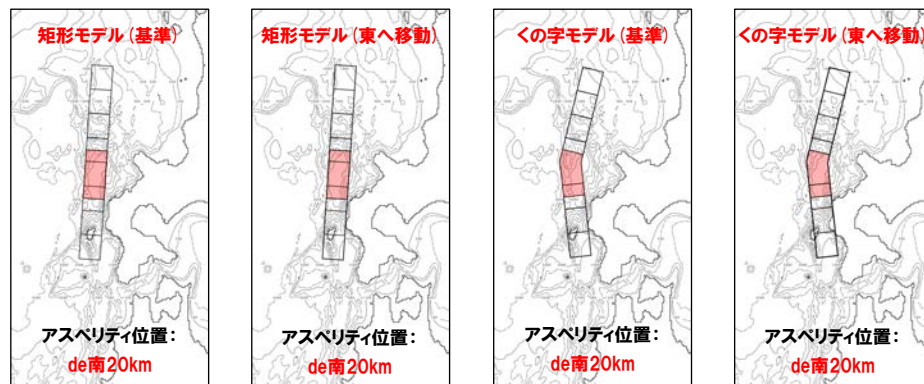 矩形モデル(基準)
矩形モデル(東へ移動)
くの字モデル(基準)
くの字モデル(東へ移動)
アスペリティ位置:
de南20km
アスペリティ位置:
de南20km
アスペリティ位置:
de南20km
アスペリティ位置:
de南20km